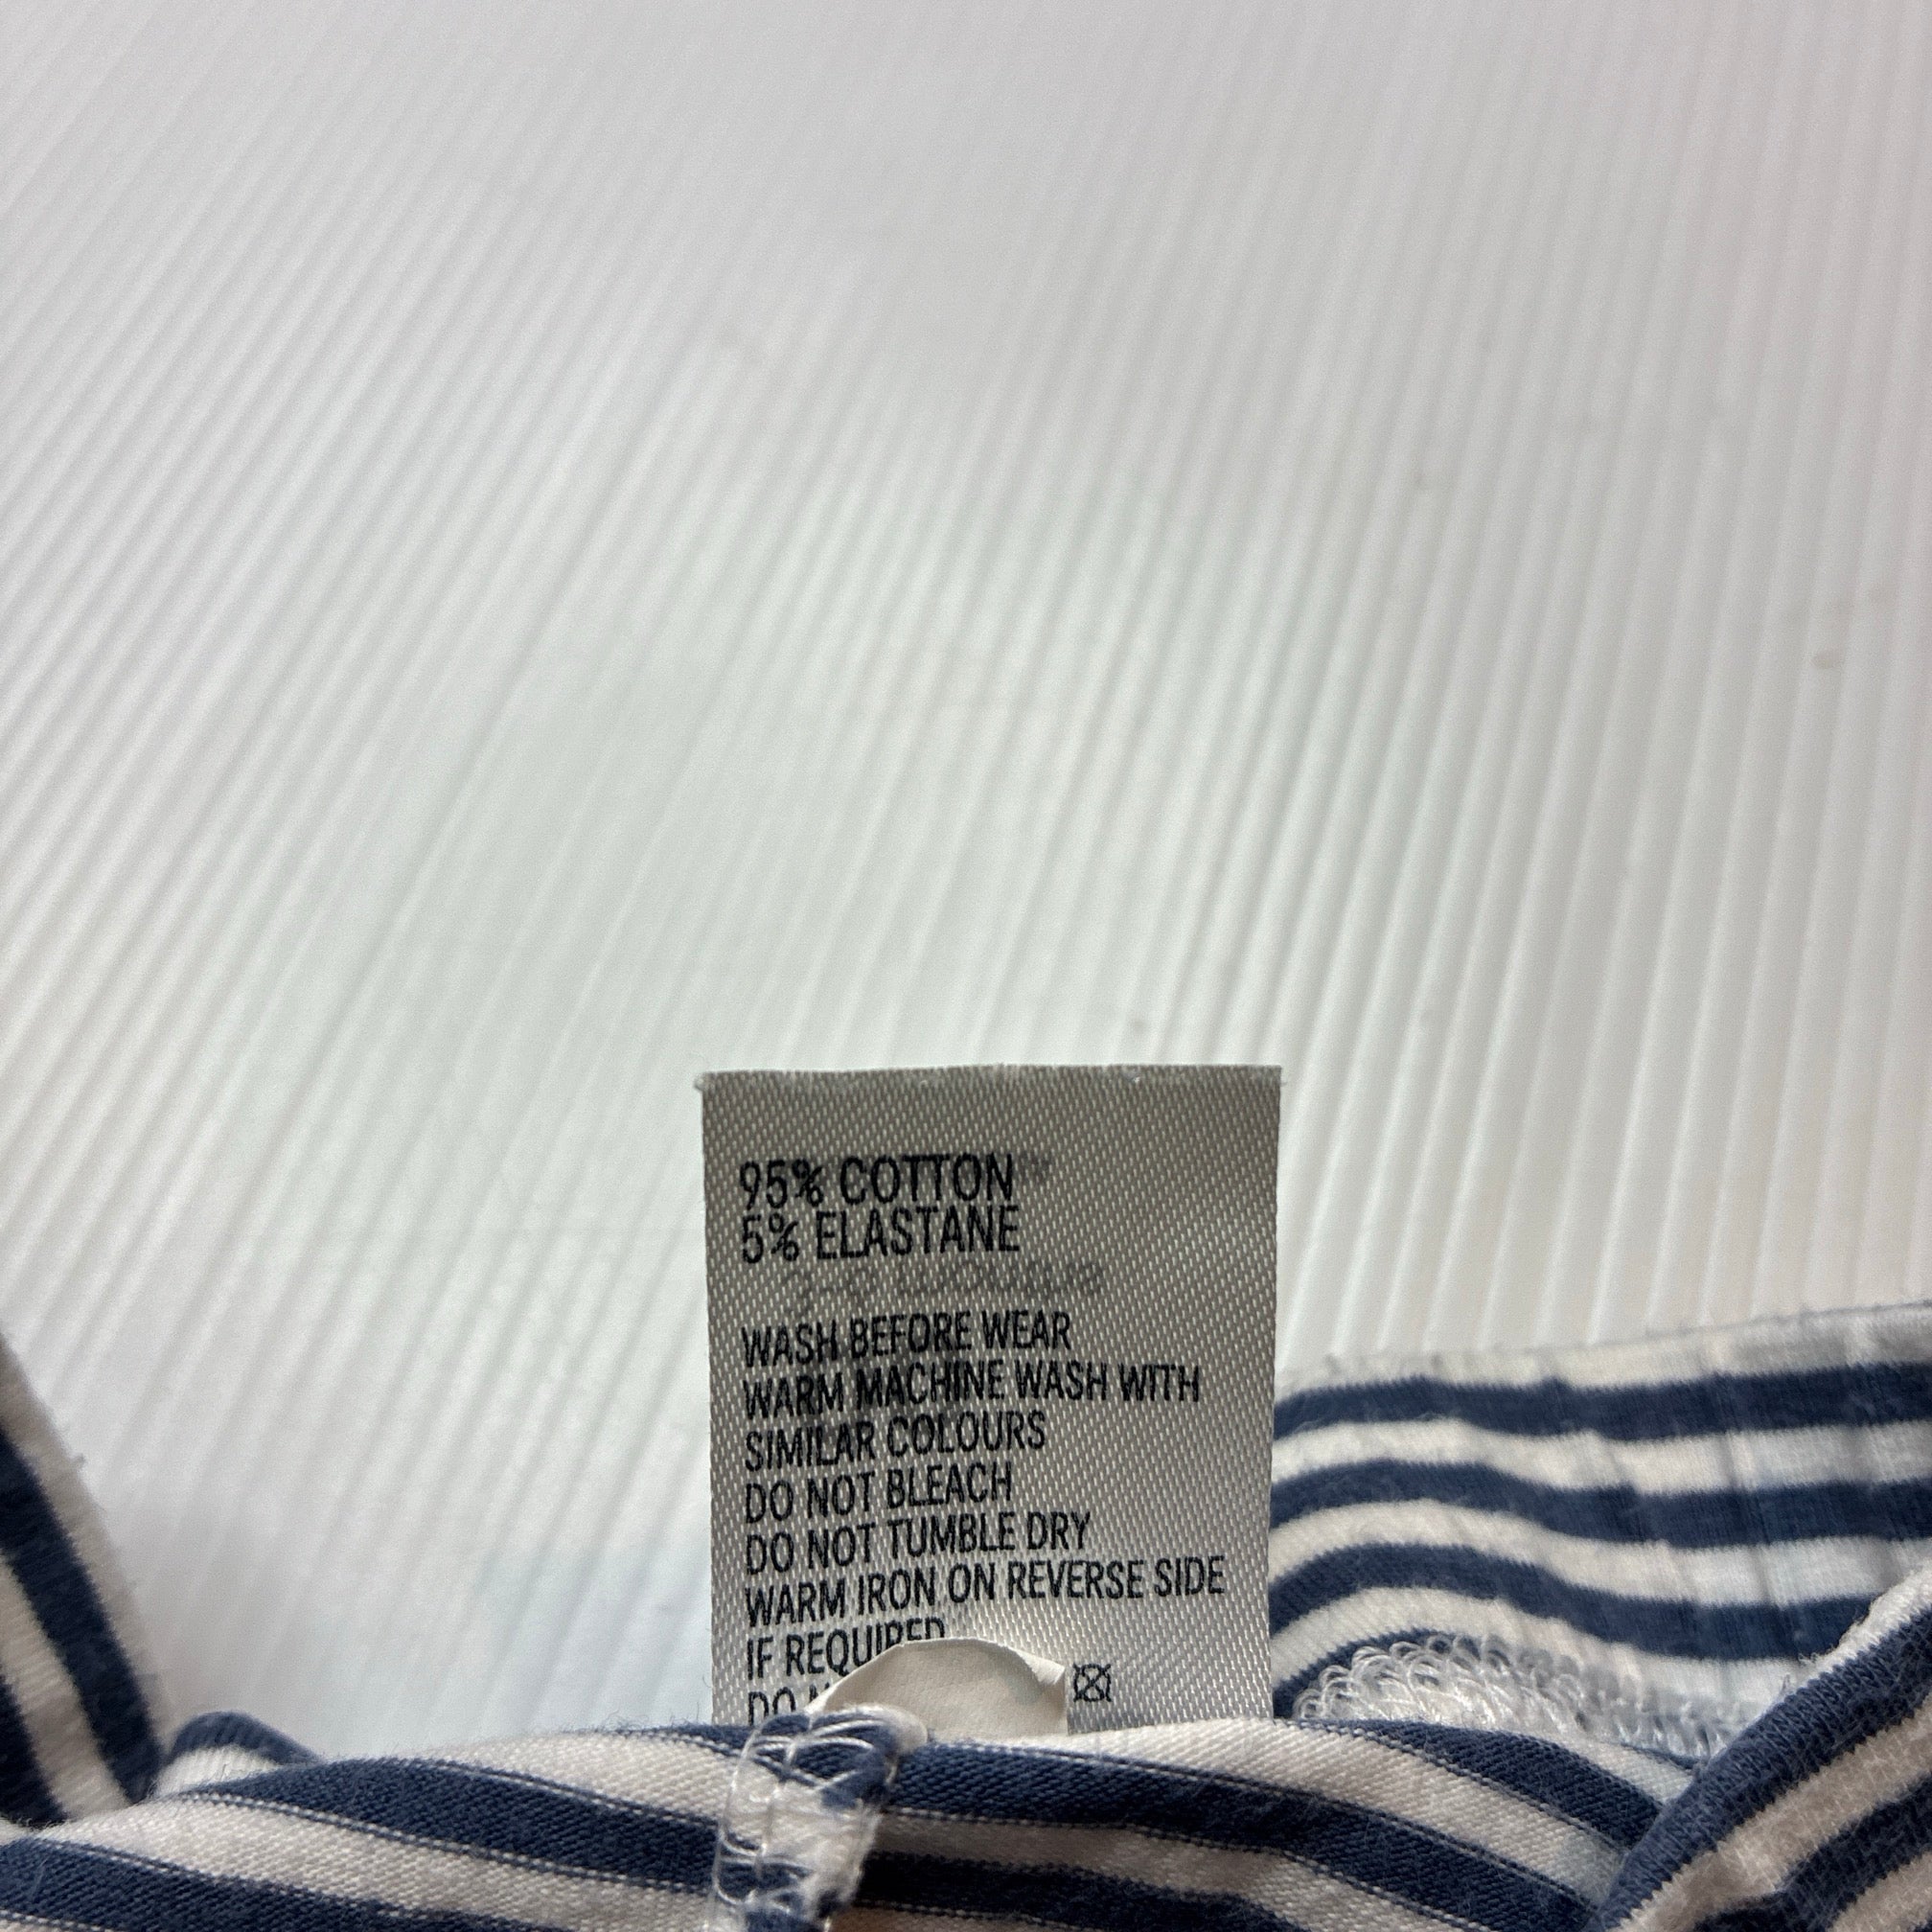 95% COTTON
5% ELASTANE
WASH BEFORE WEAR
WARM MACHINE WASH WITH
SIMILAR COLOURS
DO NOT BLEACH
DO NOT TUMBLE DRY
WARM IRON ON REVERSE SIDE
IF REQUIRED
DO